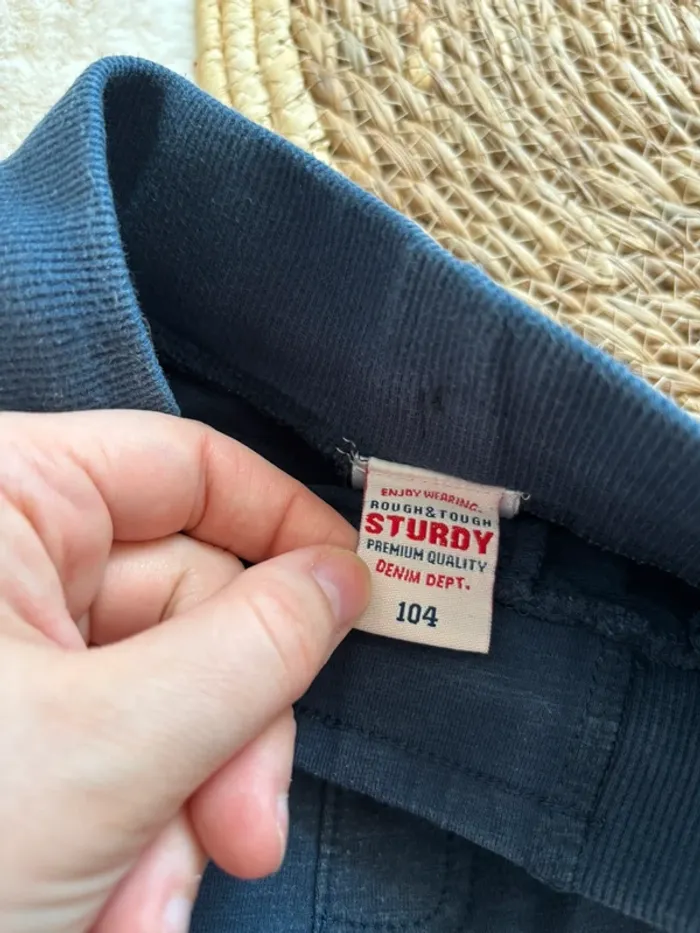 ENJOY WEARING.
ROUGH&TOUGH
STURDY
PREMIUM QUALITY
DENIM DEPT.
104